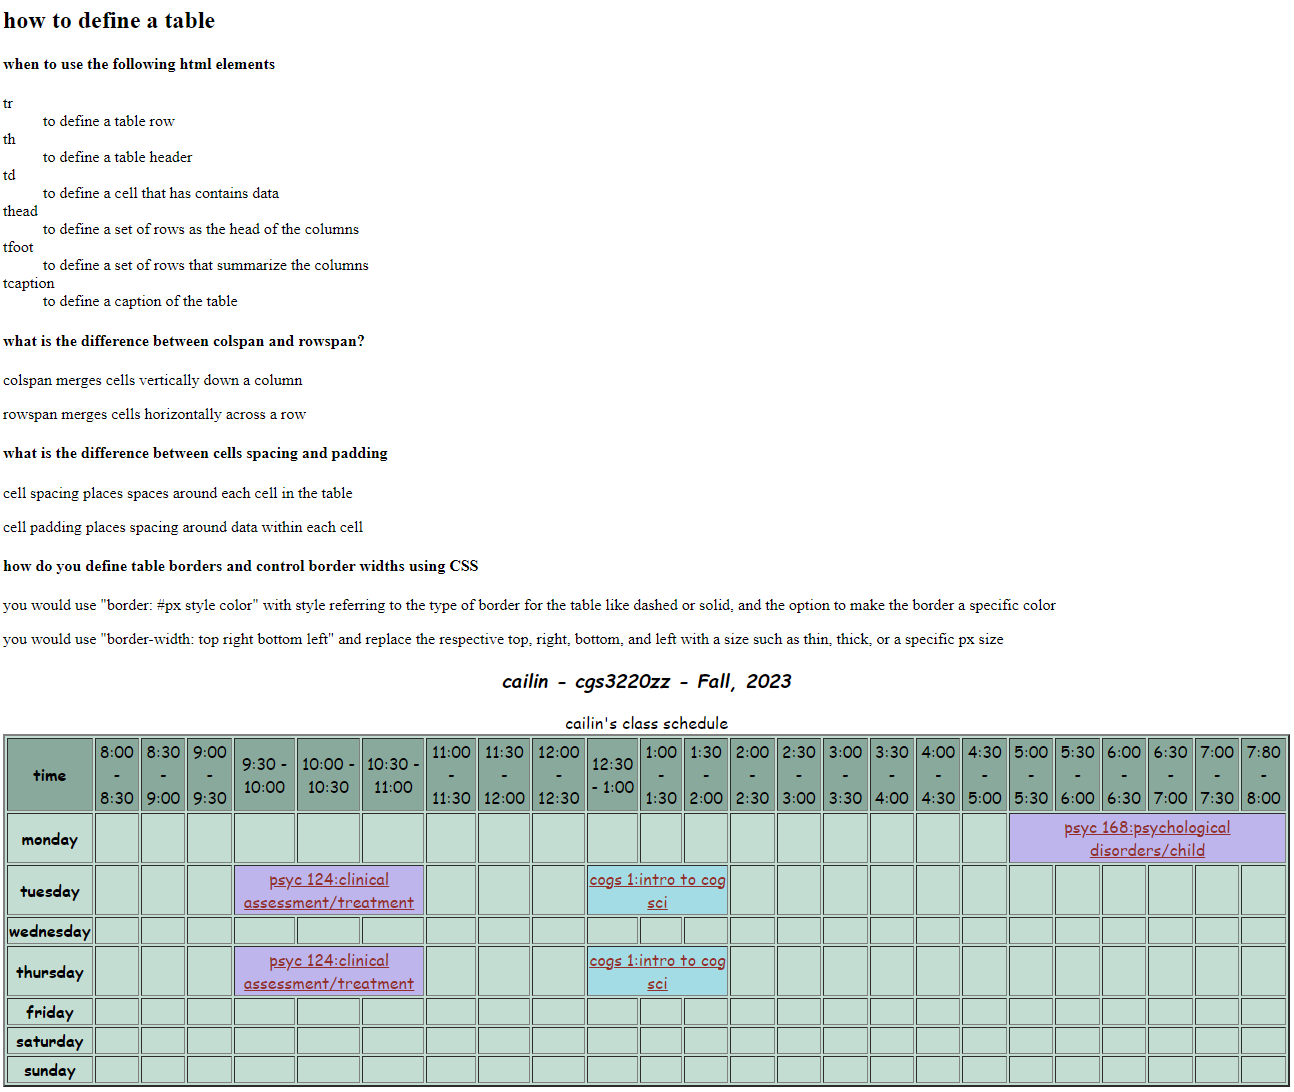 how to define a table
when to use the following html elements
tr
to define a table row
th
to define a table header
td
to define a cell that has contains data
thead
to define a set of rows as the head of the columns
tfoot
to define a set of rows that summarize the columns
tcaption
to define a caption of the table
what is the difference between colspan and rowspan?
colspan merges cells vertically down a column
rowspan merges cells horizontally across a row
what is the difference between cells spacing and padding
cell spacing places spaces around each cell in the table
cell padding places spacing around data within each cell
how do you define table borders and control border widths using CSS
you would use "border: #px style color" with style referring to the type of border for the table like dashed or solid, and the option to make the border a specific color
you would use "border-width: top right bottom left" and replace the respective top, right, bottom, and left with a size such as thin, thick, or a specific px size
cailin - cgs3220zz - Fall, 2023
cailin's class schedule
time
8:00
-
8:30
8:30
-
9:00
9:00
-
9:30
9:30 -
10:00
10:00 -
10:30
10:30 -
11:00
11:00
-
11:30
11:30
-
12:00
12:00
-
12:30
12:30
- 1:00
1:00
-
1:30
1:30
-
2:00
2:00
-
2:30
2:30
-
3:00
3:00
-
3:30
3:30
-
4:00
4:00
-
4:30
4:30
-
5:00
5:00
-
5:30
5:30
-
6:00
6:00
-
6:30
6:30
-
7:00
7:00
-
7:30
7:80
-
8:00
monday
psyc 168:psychological
disorders/child
tuesday
psyc 124:clinical
assessment/treatment
cogs 1:intro to cog
sci
wednesday
thursday
psyc 124:clinical
assessment/treatment
cogs 1:intro to cog
sci
friday
saturday
sunday